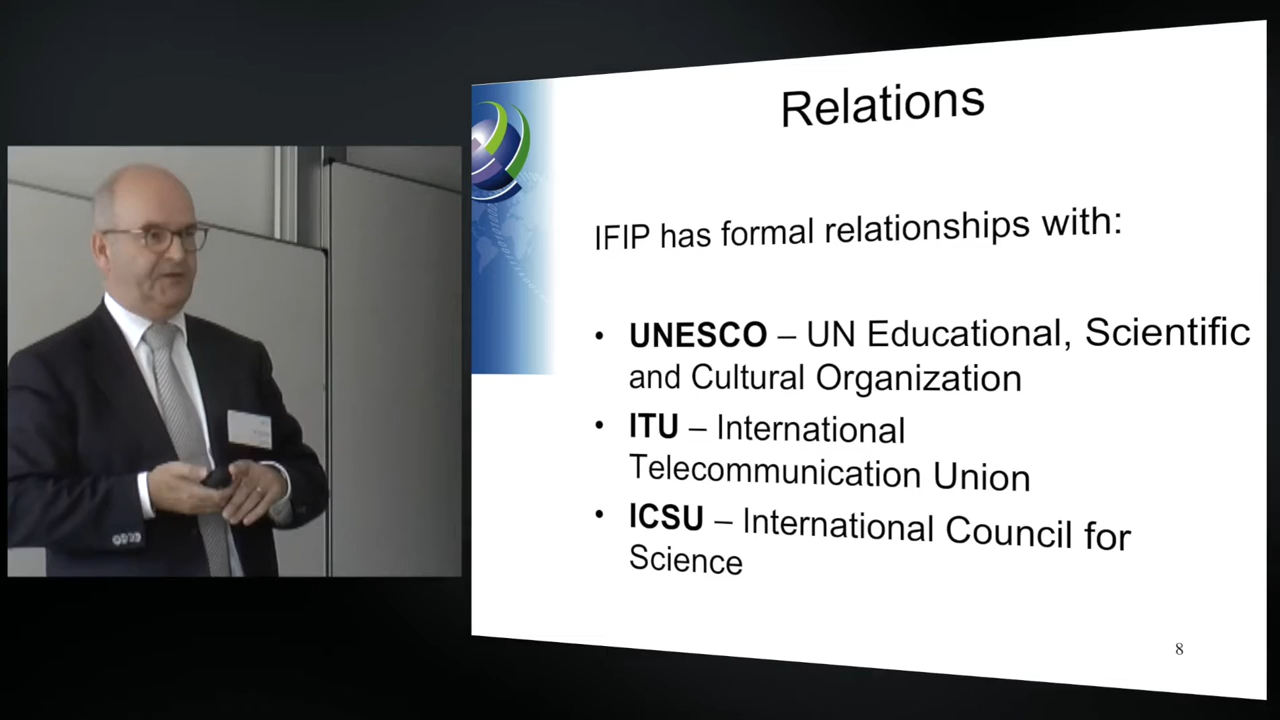 Relations
IFIP has formal relationships with:
• UNESCO – UN Educational, Scientific
and Cultural Organization
• ITU – International
Telecommunication Union
• ICSU – International Council for
Science
8